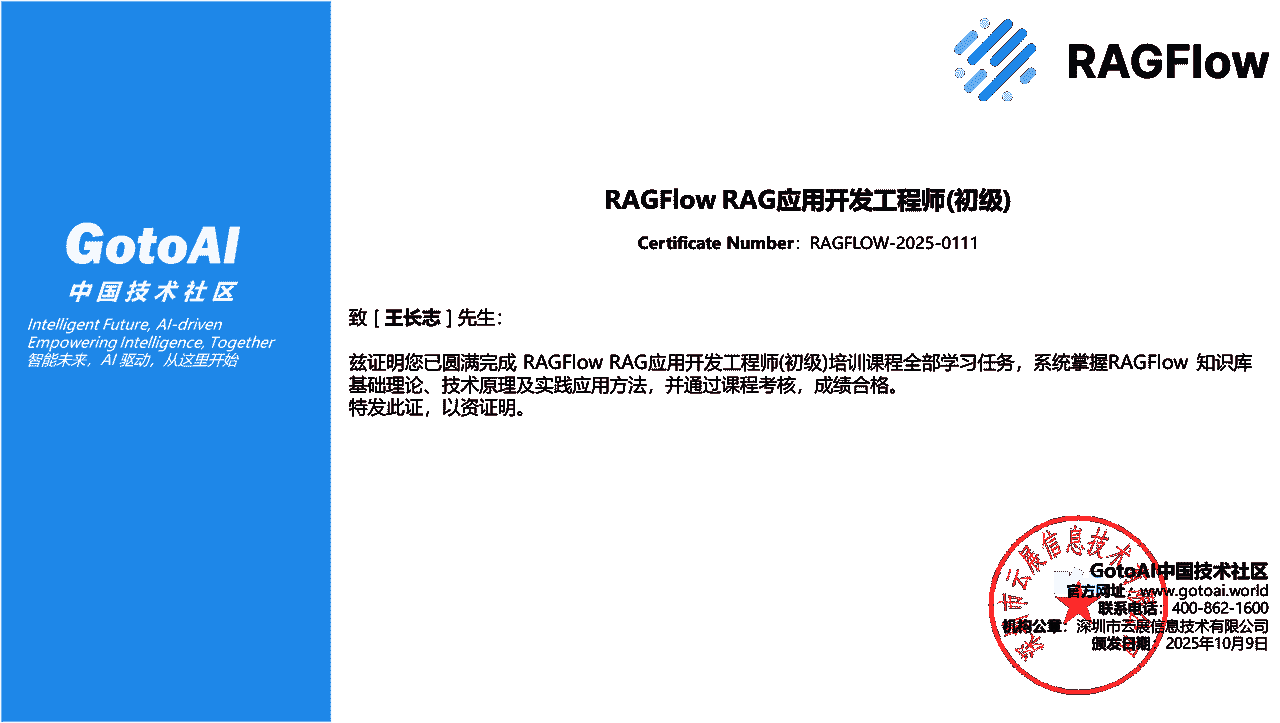 RAGFlow
GotoAI
中国技术社区
Intelligent Future, AI-driven
Empowering Intelligence, Together
智能未来，AI 驱动，从这里开始
RAGFlow RAG应用开发工程师(初级)
Certificate Number：RAGFLOW-2025-0111
致 [ 王长志 ] 先生：
兹证明您已圆满完成 RAGFlow RAG应用开发工程师(初级)培训课程全部学习任务，系统掌握RAGFlow 知识库
基础理论、技术原理及实践应用方法，并通过课程考核，成绩合格。
特发此证，以资证明。
GotoAI中国技术社区
官方网址：www.gotoai.world
联系电话：400-862-1600
机构公章：深圳市云展信息技术有限公司
颁发日期：2025年10月9日
深圳市云展信息技术